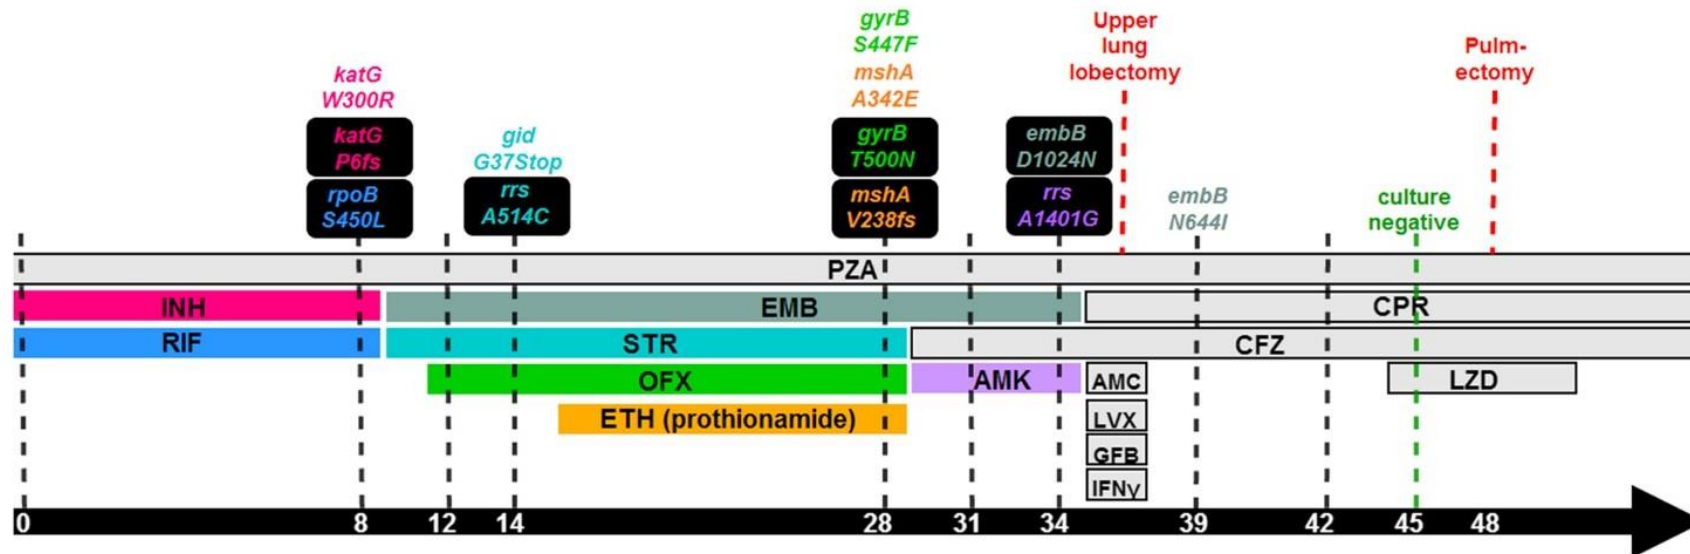 katG
W300R
katG
P6fs
rpoB
S450L
gid
G37Stop
rrs
A514C
gyrB
S447F
mshA
A342E
gyrB
T500N
mshA
V238fs
embB
D1024N
rrs
A1401G
Upper
lung
lobectomy
embB
N644I
culture
negative
Pulm-
ectomy
PZA
INH EMB CPR
RIF STR CFZ
OFX AMK AMC LZD
ETH (prothionamide) LVX
GFB
IFNγ
0 8 12 14 28 31 34 39 42 45 48